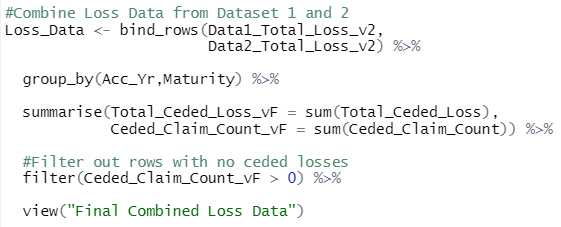 #Combine Loss Data from Dataset 1 and 2
Loss_Data <- bind_rows(Data1_Total_Loss_v2,
                       Data2_Total_Loss_v2) %>%
  group_by(Acc_Yr,Maturity) %>%
  summarise(Total_Ceded_Loss_vF = sum(Total_Ceded_Loss),
            Ceded_Claim_Count_vF = sum(Ceded_Claim_Count)) %>%
  #Filter out rows with no ceded losses
  filter(Ceded_Claim_Count_vF > 0) %>%
  view("Final Combined Loss Data")